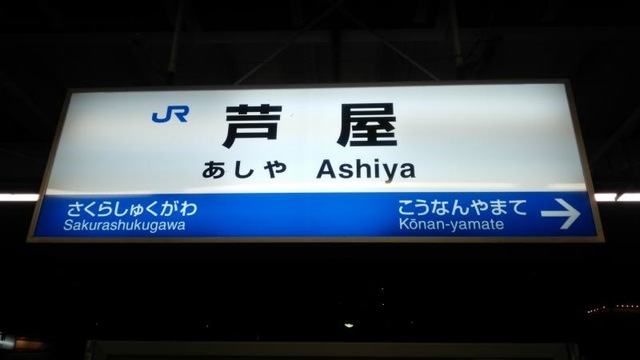 JR 芦屋
あしや Ashiya
さくらしゅくがわ こうなんやまて →
Sakurashukugawa Kōnan-yamate